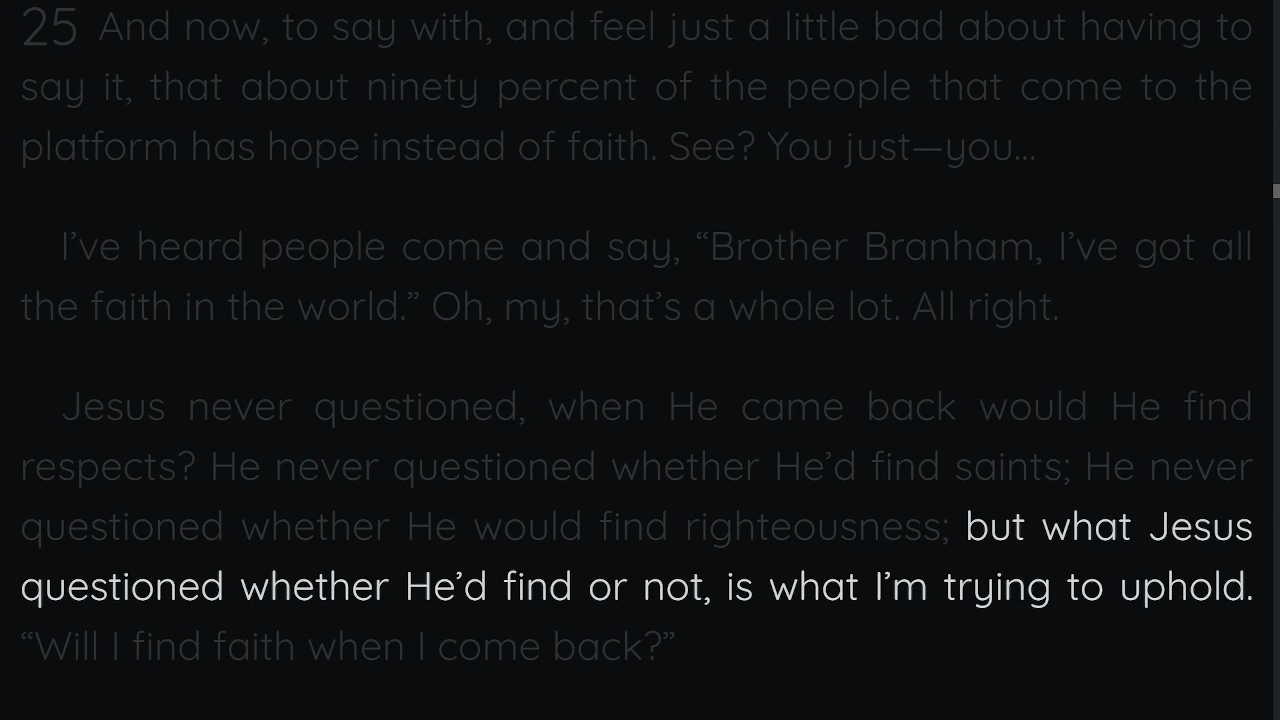 25 And now, to say with, and feel just a little bad about having to
say it, that about ninety percent of the people that come to the
platform has hope instead of faith. See? You just—you...
I’ve heard people come and say, “Brother Branham, I’ve got all
the faith in the world.” Oh, my, that’s a whole lot. All right.
Jesus never questioned, when He came back would He find
respects? He never questioned whether He’d find saints; He never
questioned whether He would find righteousness; but what Jesus
questioned whether He’d find or not, is what I’m trying to uphold.
“Will I find faith when I come back?”